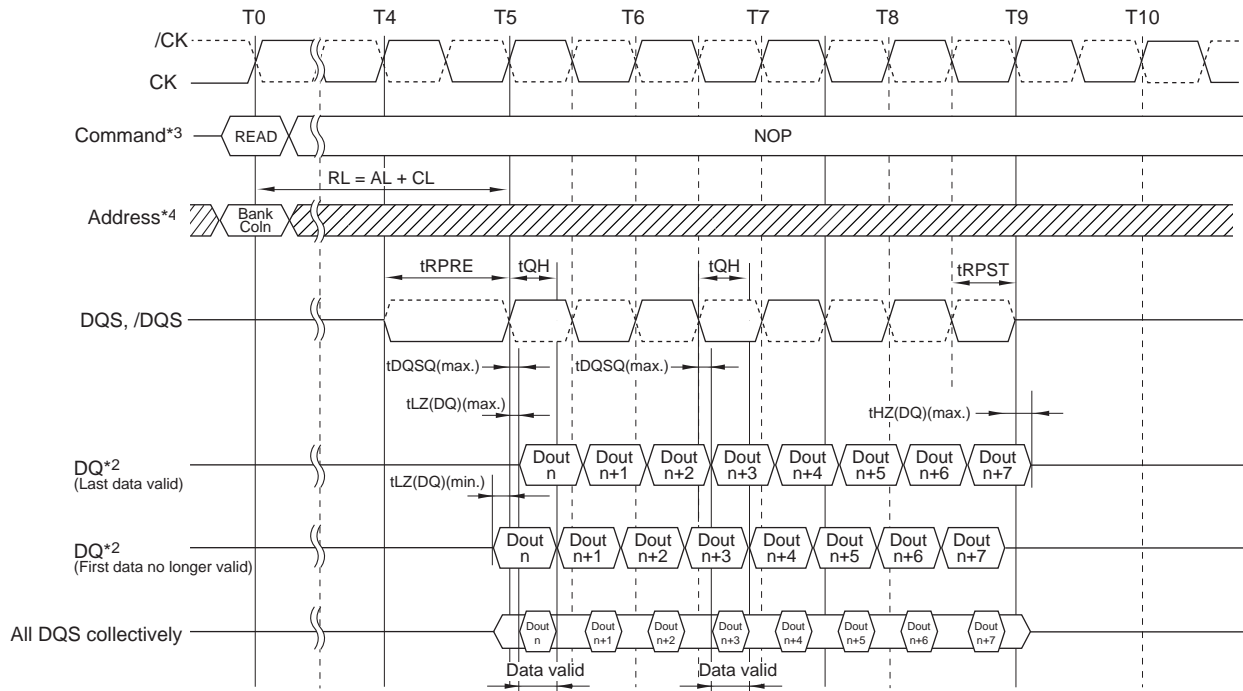 T0 T4 T5 T6 T7 T8 T9 T10
/CK
CK
Command*3 READ NOP
RL = AL + CL
Address*4 Bank
Coln
tRPRE tQH tQH tRPST
DQS, /DQS
tDQSQ(max.) tDQSQ(max.)
tLZ(DQ)(max.) tHZ(DQ)(max.)
DQ*2
(Last data valid)
Dout Dout Dout Dout Dout Dout Dout Dout
n n+1 n+2 n+3 n+4 n+5 n+6 n+7
tLZ(DQ)(min.)
DQ*2
(First data no longer valid)
Dout Dout Dout Dout Dout Dout Dout Dout
n n+1 n+2 n+3 n+4 n+5 n+6 n+7
All DQS collectively
Dout Dout Dout Dout Dout Dout Dout Dout
n n+1 n+2 n+3 n+4 n+5 n+6 n+7
Data valid Data valid